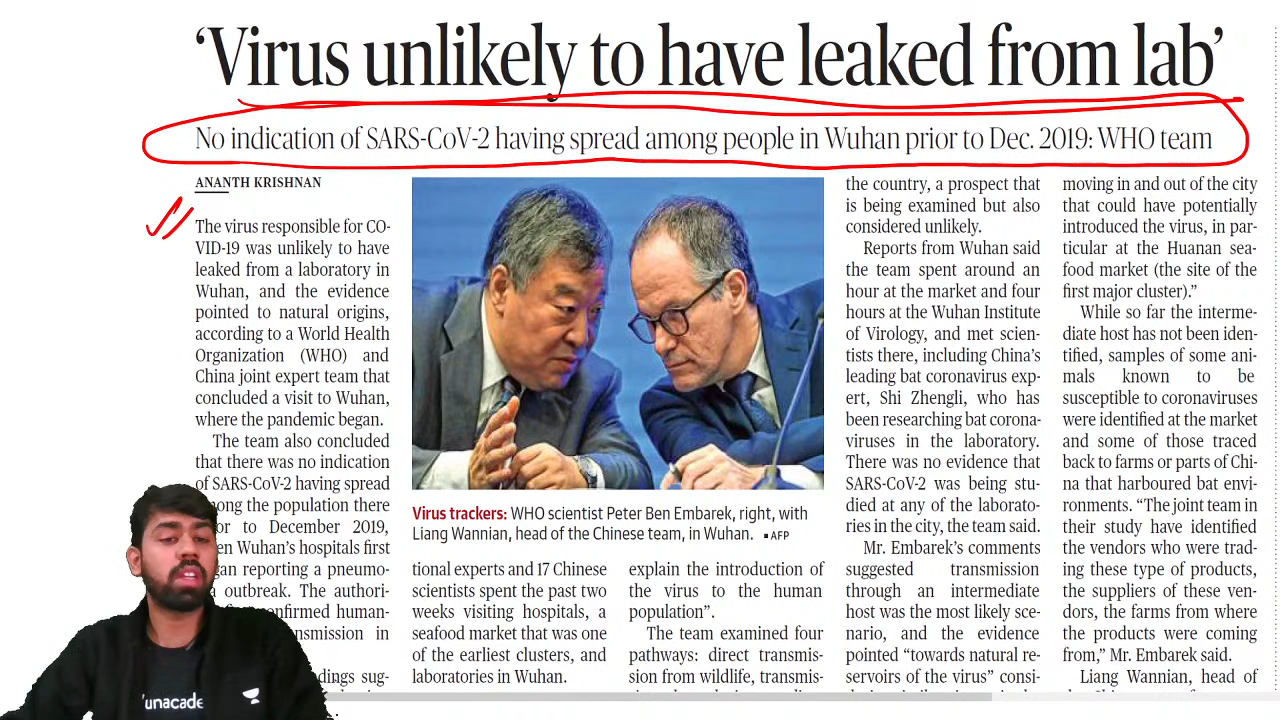 ‘Virus unlikely to have leaked from lab’
No indication of SARS-CoV-2 having spread among people in Wuhan prior to Dec. 2019: WHO team
ANANTH KRISHNAN
The virus responsible for CO-
VID-19 was unlikely to have
leaked from a laboratory in
Wuhan, and the evidence
pointed to natural origins,
according to a World Health
Organization (WHO) and
China joint expert team that
concluded a visit to Wuhan,
where the pandemic began.
The team also concluded
that there was no indication
of SARS-CoV-2 having spread
the population there
to December 2019,
Wuhan’s hospitals first
reporting a pneumo-
outbreak. The authori-
human-
in
sug-
Virus trackers: WHO scientist Peter Ben Embarek, right, with
Liang Wannian, head of the Chinese team, in Wuhan. ▪ AFP
tional experts and 17 Chinese
scientists spent the past two
weeks visiting hospitals, a
seafood market that was one
of the earliest clusters, and
laboratories in Wuhan.
explain the introduction of
the virus to the human
population”.
The team examined four
pathways: direct transmis-
sion from wildlife, transmis-
the country, a prospect that
is being examined but also
considered unlikely.
Reports from Wuhan said
the team spent around an
hour at the market and four
hours at the Wuhan Institute
of Virology, and met scien-
tists there, including China’s
leading bat coronavirus exp-
ert, Shi Zhengli, who has
been researching bat corona-
viruses in the laboratory.
There was no evidence that
SARS-CoV-2 was being stu-
died at any of the laborato-
ries in the city, the team said.
Mr. Embarek’s comments
suggested transmission
through an intermediate
host was the most likely sce-
nario, and the evidence
pointed “towards natural re-
servoirs of the virus” consi-
moving in and out of the city
that could have potentially
introduced the virus, in par-
ticular at the Huanan sea-
food market (the site of the
first major cluster).”
While so far the interme-
diate host has not been iden-
tified, samples of some ani-
mals known to be
susceptible to coronaviruses
were identified at the market
and some of those traced
back to farms or parts of Chi-
na that harboured bat envi-
ronments. “The joint team in
their study have identified
the vendors who were trad-
ing these type of products,
the suppliers of these ven-
dors, the farms from where
the products were coming
from,” Mr. Embarek said.
Liang Wannian, head of
unacade